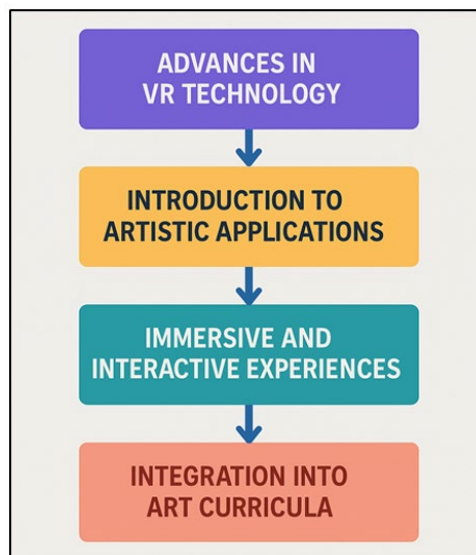 ADVANCES IN
VR TECHNOLOGY
INTRODUCTION TO
ARTISTIC APPLICATIONS
IMMERSIVE AND
INTERACTIVE EXPERIENCES
INTEGRATION INTO
ART CURRICULA